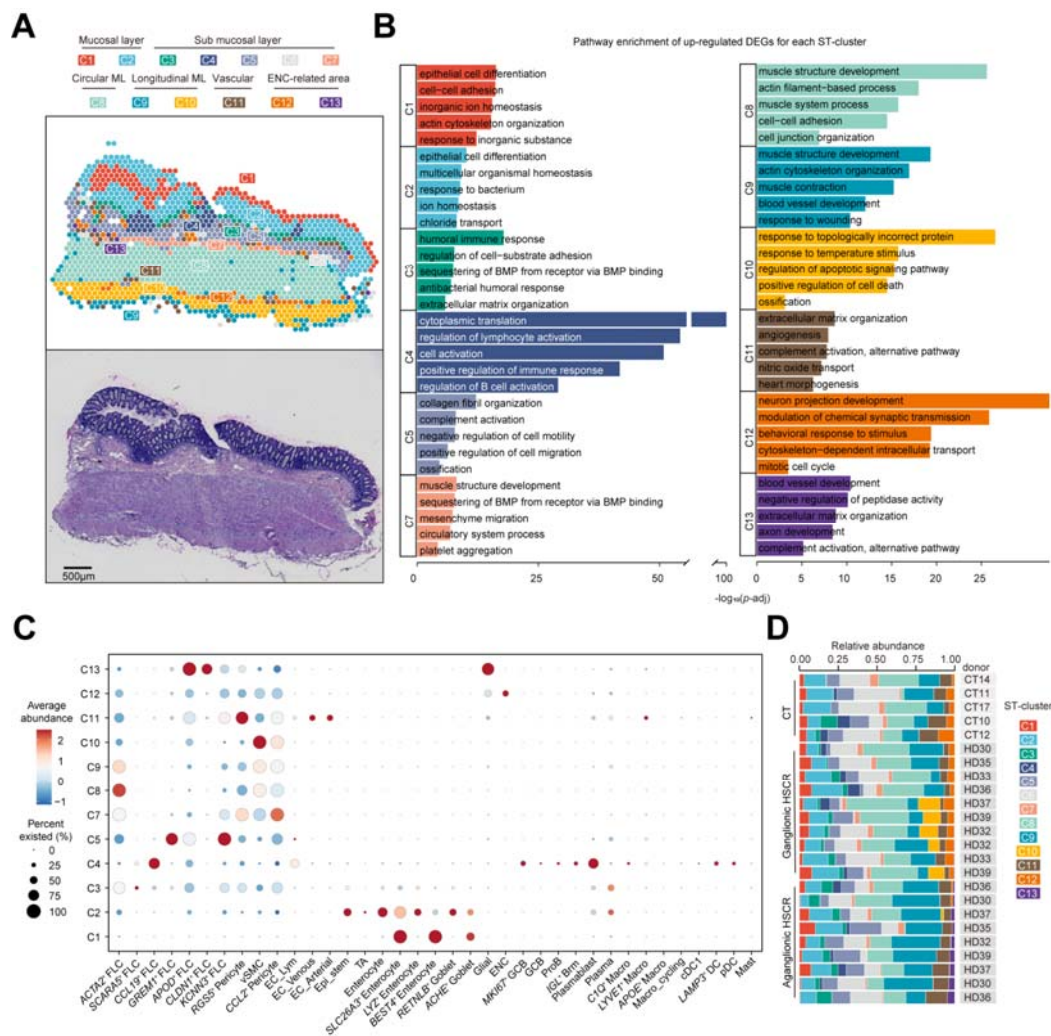 A
Mucosal layer
Sub mucosal layer
C1
C2
C3
C4
C5
C7
Circular ML
Longitudinal ML
Vascular
ENC-related area
C8
C9
C10
C11
C12
C13
C1
C4
C3
C13
C11
C9
500µm
B
Pathway enrichment of up-regulated DEGs for each ST-cluster
C1
epithelial cell differentiation
cell-cell adhesion
inorganic ion homeostasis
actin cytoskeleton organization
response to inorganic substance
C2
epithelial cell differentiation
multicellular organismal homeostasis
response to bacterium
ion homeostasis
chloride transport
C3
humoral immune response
regulation of cell-substrate adhesion
sequestering of BMP from receptor via BMP binding
antibacterial humoral response
extracellular matrix organization
C4
cytoplasmic translation
regulation of lymphocyte activation
cell activation
positive regulation of immune response
regulation of B cell activation
C5
collagen fibril organization
complement activation
negative regulation of cell motility
positive regulation of cell migration
ossification
C7
muscle structure development
sequestering of BMP from receptor via BMP binding
mesenchyme migration
circulatory system process
platelet aggregation
0 25 50 100
C8
muscle structure development
actin filament-based process
muscle system process
cell-cell adhesion
cell junction organization
C9
muscle structure development
actin cytoskeleton organization
muscle contraction
blood vessel development
response to wounding
C10
response to topologically incorrect protein
response to temperature stimulus
regulation of apoptotic signaling pathway
positive regulation of cell death
ossification
C11
extracellular matrix organization
angiogenesis
complement activation, alternative pathway
nitric oxide transport
heart morphogenesis
C12
neuron projection development
modulation of chemical synaptic transmission
behavioral response to stimulus
cytoskeleton-dependent intracellular transport
mitotic cell cycle
C13
blood vessel development
negative regulation of peptidase activity
extracellular matrix organization
axon development
complement activation, alternative pathway
0 5 10 15 20 25
-log₁₀(p-adj)
C
Average
abundance
2
1
0
−1
Percent
existed (%)
0
25
50
75
100
C13
C12
C11
C10
C9
C8
C7
C5
C4
C3
C2
C1
ACTA2⁺ FLC
SCARA5⁺ FLC
CCL19⁺ FLC
GREM1⁺ FLC
APOD⁺ FLC
CLDN1⁺ FLC
KCNN3⁺ FLC
RGS5⁺ Pericyte
vSMC
CCL2⁺ Pericyte
EC_Lym
EC_Venous
EC_Arterial
Epi_stem
TA
Enterocyte
SLC26A3⁺ Enterocyte
LYZ⁺ Enterocyte
BEST4⁺ Enterocyte
RETNLB⁺ Goblet
ACHE⁺ Goblet
Glial
ENC
MKI67⁺ GCB
GCB
ProB
IGL⁺ Brm
Plasmablast
Plasma
C1Q⁺ Macro
LYVE1⁺ Macro
APOE⁺ Macro
Macro_cycling
cDC1
LAMP3⁺ DC
pDC
Mast
D
Relative abundance
0.00 0.25 0.50 0.75 1.00
donor
CT
CT14
CT11
CT17
CT10
CT12
Ganglionic HSCR
HD30
HD35
HD33
HD36
HD37
HD39
HD32
HD32
HD33
HD39
Aganglionic HSCR
HD36
HD30
HD37
HD35
HD32
HD39
HD37
HD30
HD36
ST-cluster
C1
C2
C3
C4
C5
C7
C8
C9
C10
C11
C12
C13